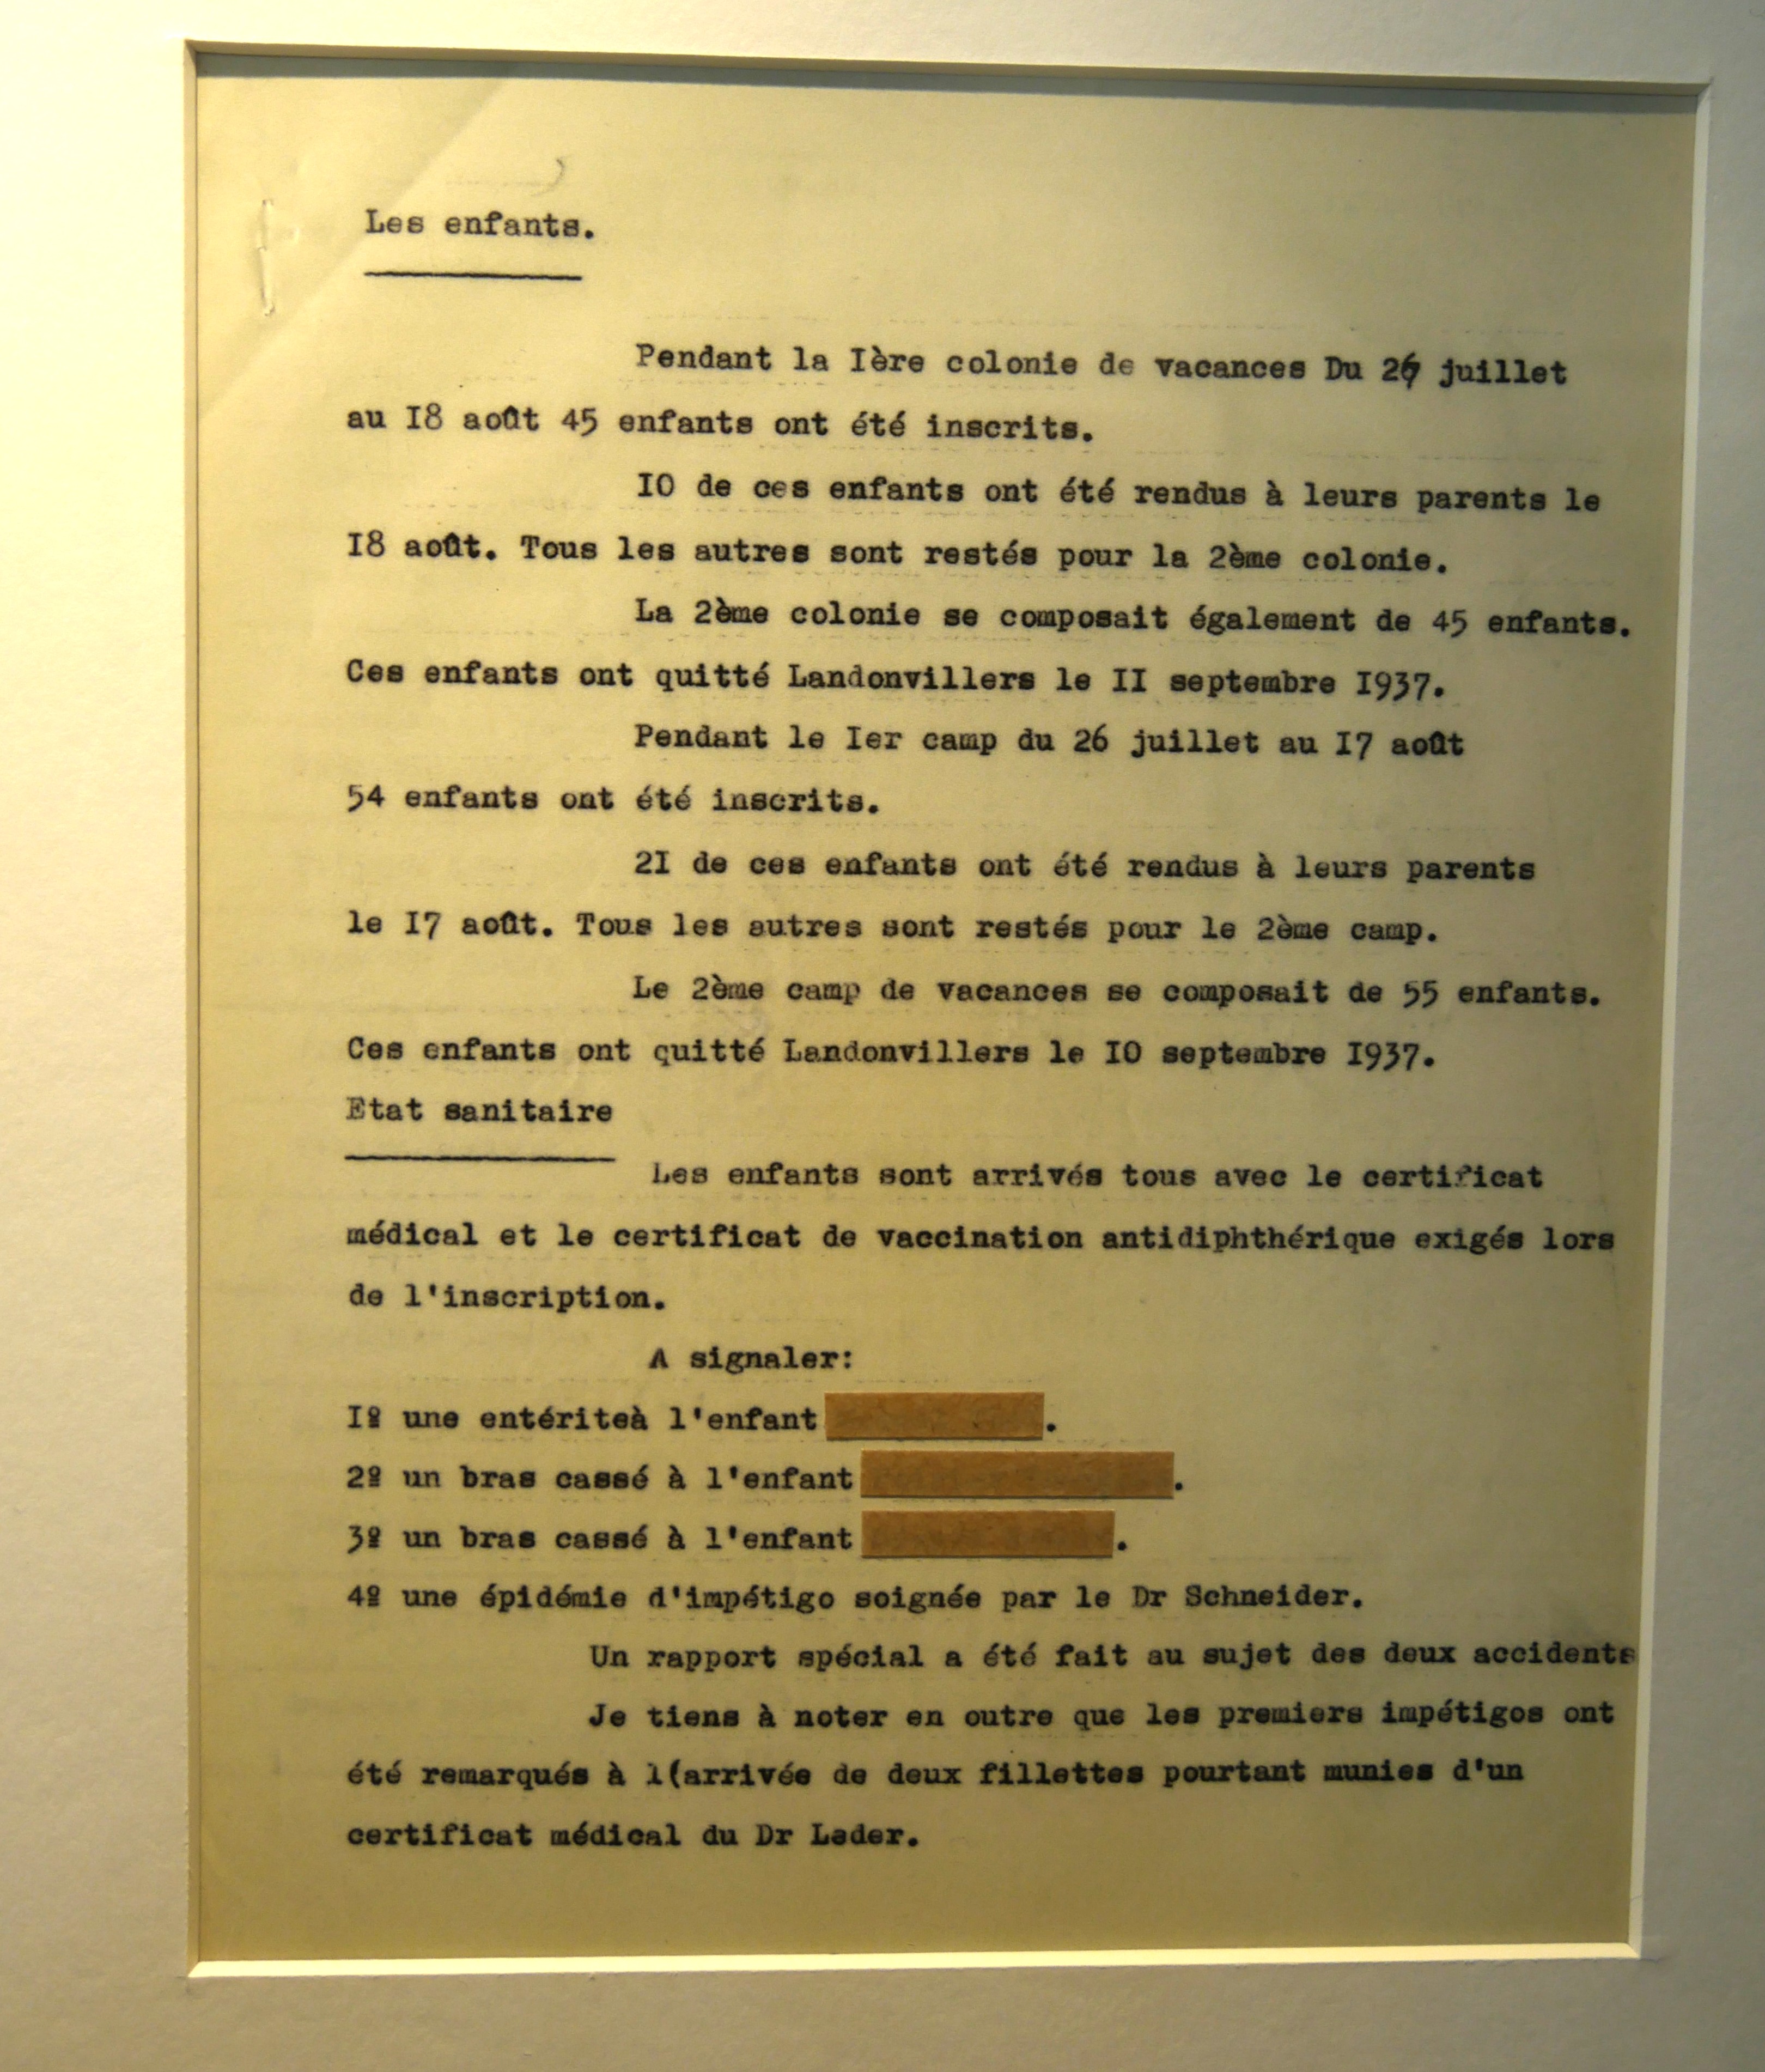 Les enfants.
Pendant la Ière colonie de vacances Du 27 juillet
au I8 août 45 enfants ont été inscrits.
IO de ces enfants ont été rendus à leurs parents le
I8 août. Tous les autres sont restés pour la 2ème colonie.
La 2ème colonie se composait également de 45 enfants.
Ces enfants ont quitté Landonvillers le II septembre I937.
Pendant le Ier camp du 26 juillet au I7 août
54 enfants ont été inscrits.
2I de ces enfants ont été rendus à leurs parents
le I7 août. Tous les autres sont restés pour le 2ème camp.
Le 2ème camp de vacances se composait de 55 enfants.
Ces enfants ont quitté Landonvillers le IO septembre I937.
Etat sanitaire
Les enfants sont arrivés tous avec le certificat
médical et le certificat de vaccination antidiphthérique exigés lors
de l'inscription.
A signaler:
Iº une entériteà l'enfant .
2º un bras cassé à l'enfant .
3º un bras cassé à l'enfant .
4º une épidémie d'impétigo soignée par le Dr Schneider.
Un rapport spécial a été fait au sujet des deux accidents
Je tiens à noter en outre que les premiers impétigos ont
été remarqués à l(arrivée de deux fillettes pourtant munies d'un
certificat médical du Dr Leder.